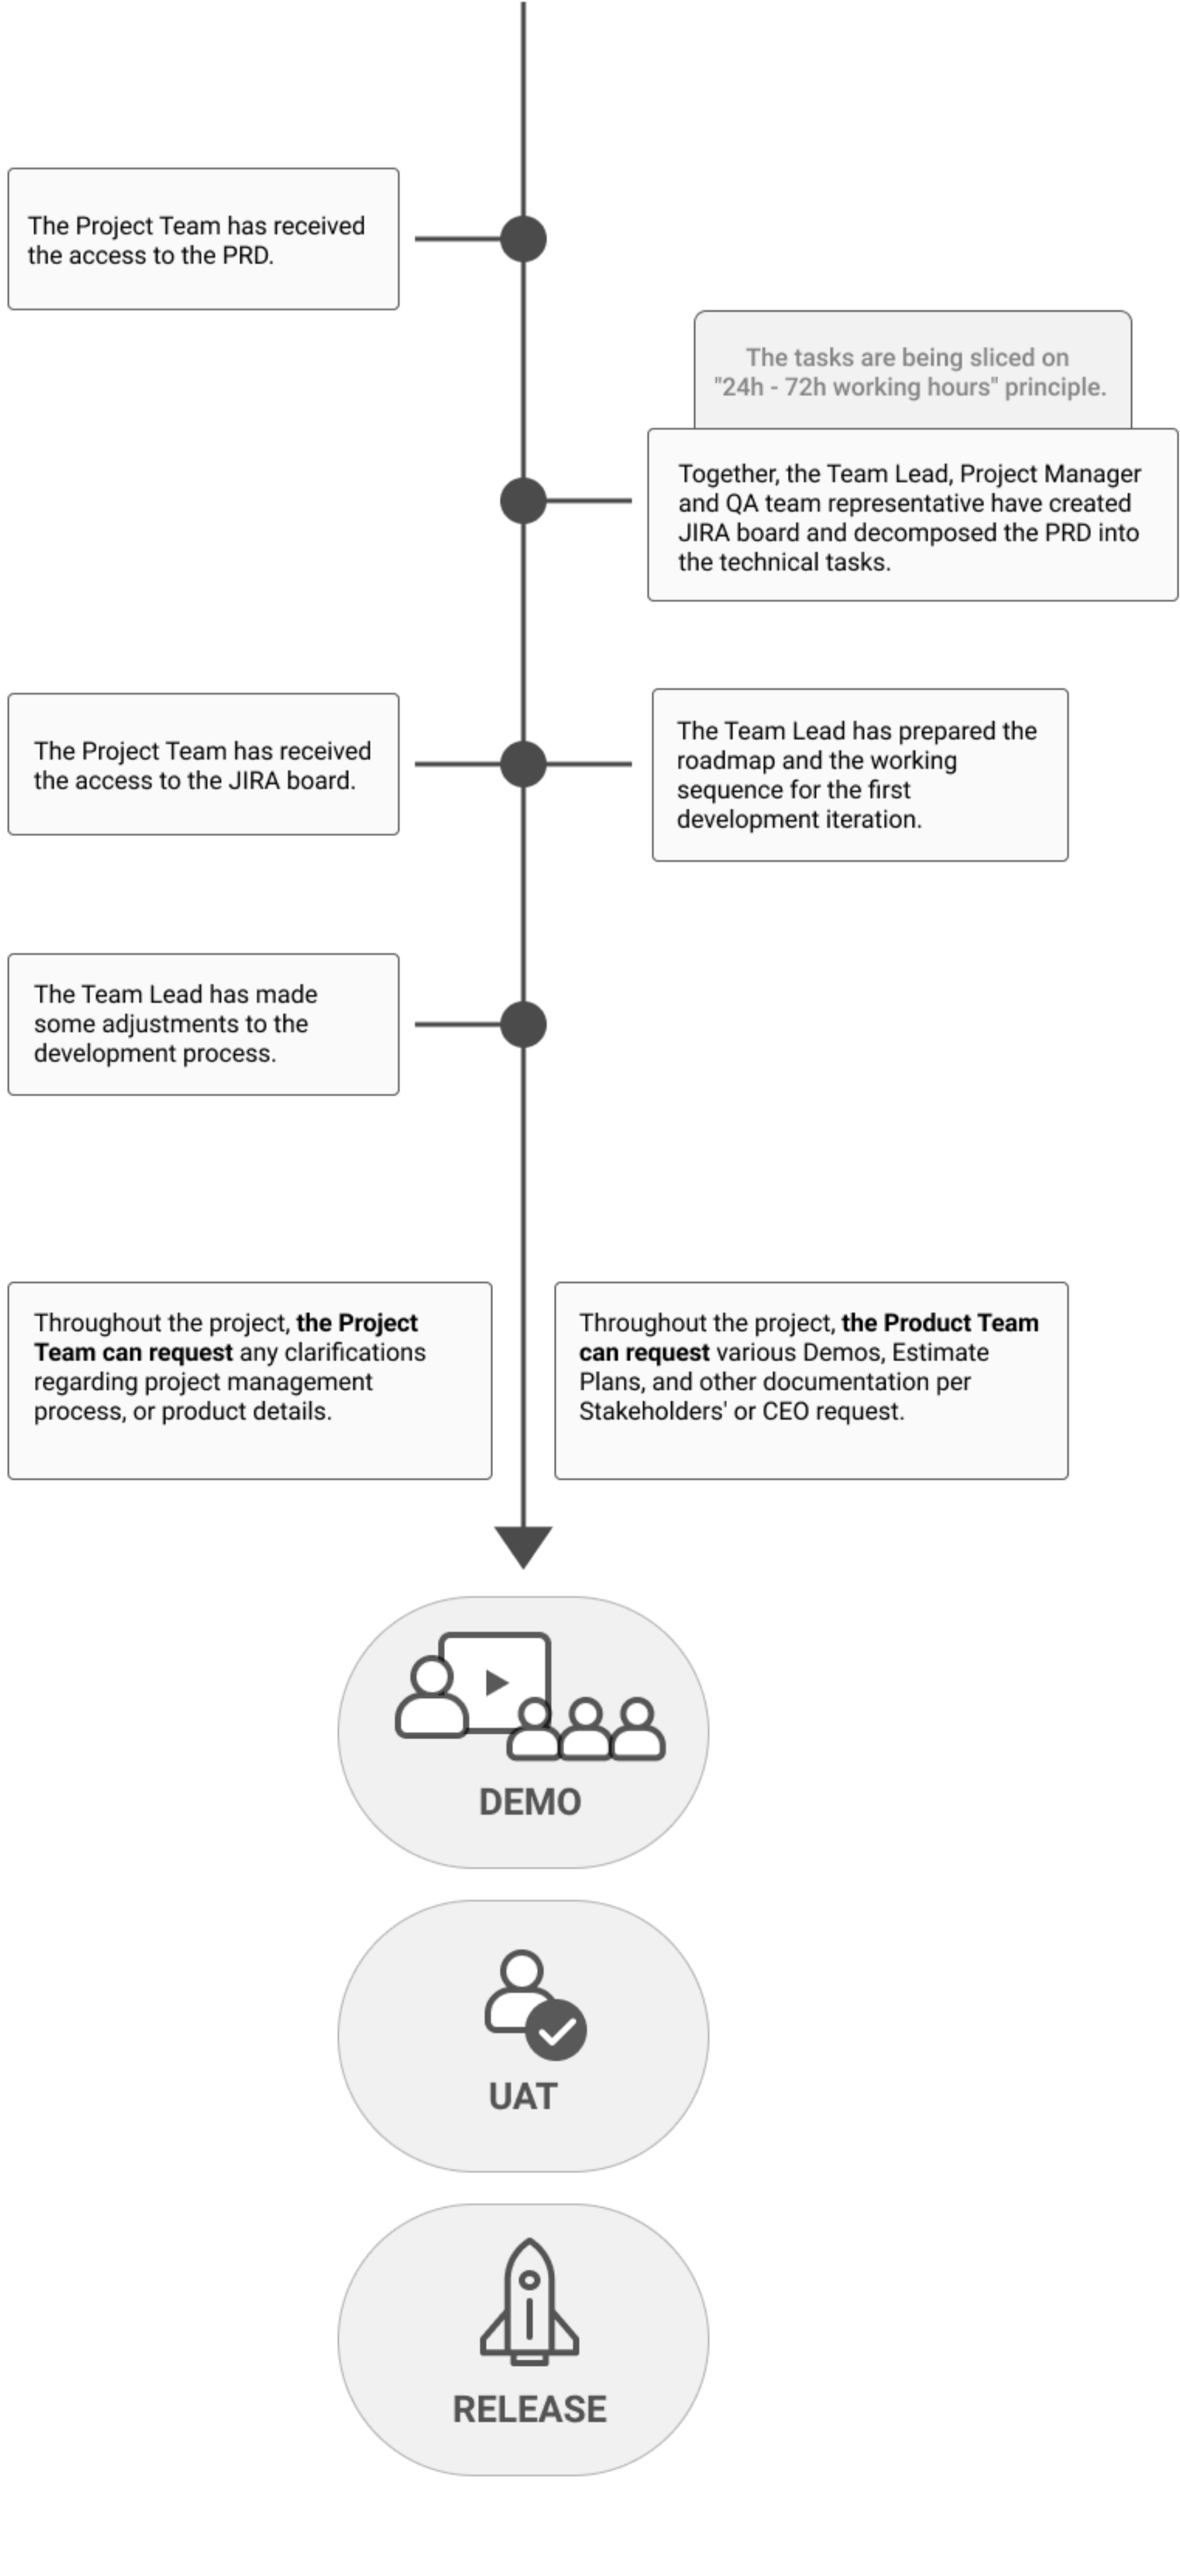 The Project Team has received
the access to the PRD.
The tasks are being sliced on
"24h - 72h working hours" principle.
Together, the Team Lead, Project Manager
and QA team representative have created
JIRA board and decomposed the PRD into
the technical tasks.
The Project Team has received
the access to the JIRA board.
The Team Lead has prepared the
roadmap and the working
sequence for the first
development iteration.
The Team Lead has made
some adjustments to the
development process.
Throughout the project, the Project
Team can request any clarifications
regarding project management
process, or product details.
Throughout the project, the Product Team
can request various Demos, Estimate
Plans, and other documentation per
Stakeholders' or CEO request.
DEMO
UAT
RELEASE